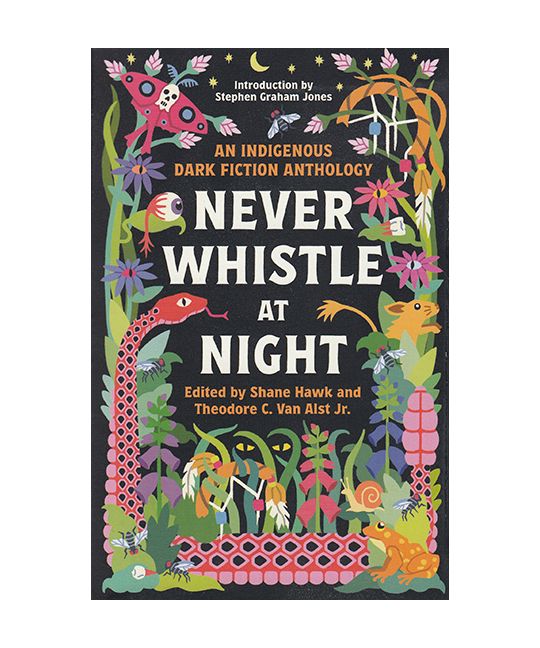 Introduction by
Stephen Graham Jones
AN INDIGENOUS
DARK FICTION ANTHOLOGY
NEVER
WHISTLE
AT
NIGHT
Edited by Shane Hawk and
Theodore C. Van Alst Jr.